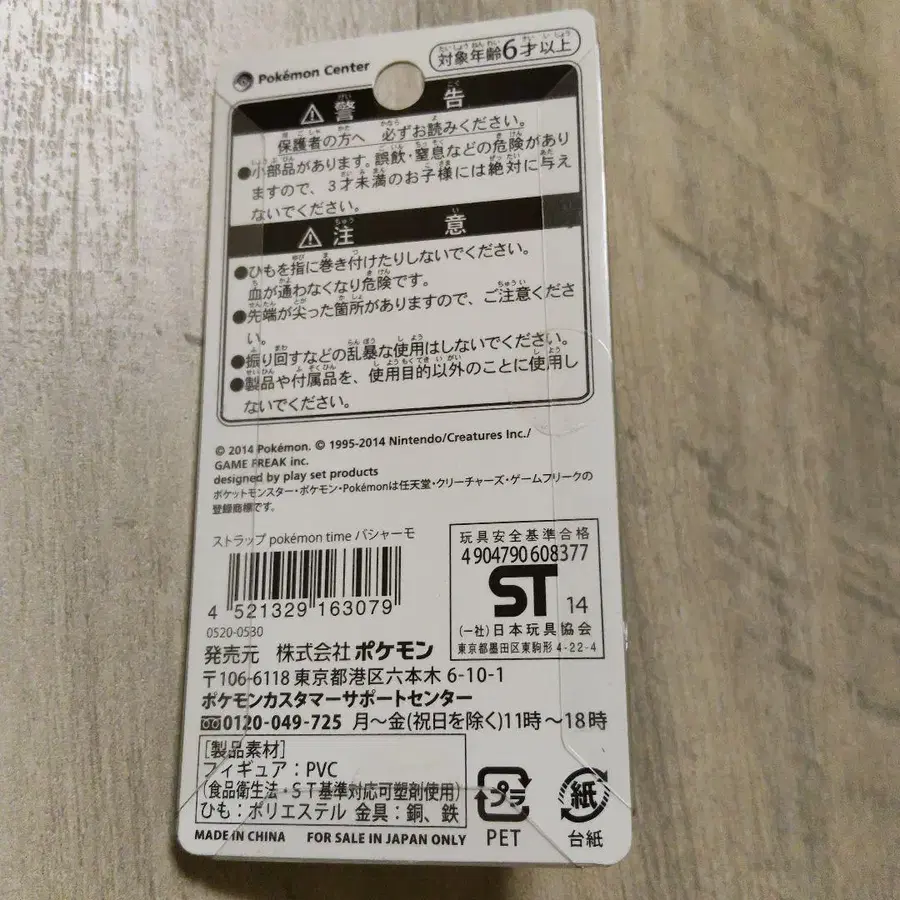 Pokémon Center
対象年齢6才以上
警告
保護者の方へ 必ずお読みください。
●小部品があります。誤飲・窒息などの危険があり
ますので、3才未満のお子様には絶対に与え
ないでください。
注意
●ひもを指に巻き付けたりしないでください。
血が通わなくなり危険です。
●先端が尖った箇所がありますので、ご注意くださ
い。
●振り回すなどの乱暴な使用はしないでください。
●製品や付属品を、使用目的以外のことに使用し
ないでください。
© 2014 Pokémon. © 1995-2014 Nintendo/Creatures Inc./
GAME FREAK inc.
designed by play set products
ポケットモンスター・ポケモン・Pokémonは任天堂・クリーチャーズ・ゲームフリークの
登録商標です。
ストラップ pokémon time バシャーモ
4 521329 163079
0520-0530
玩具安全基準合格
4904790608377
ST 14
(一社)日本玩具協会
東京都墨田区東駒形4-22-4
発売元 株式会社 ポケモン
〒106-6118 東京都港区六本木 6-10-1
ポケモンカスタマーサポートセンター
0120-049-725 月〜金(祝日を除く)11時〜18時
[製品素材]
フィギュア：PVC
(食品衛生法・ST基準対応可塑剤使用)
ひも：ポリエステル 金具：銅、鉄
プラ
PET
紙
台紙
MADE IN CHINA FOR SALE IN JAPAN ONLY